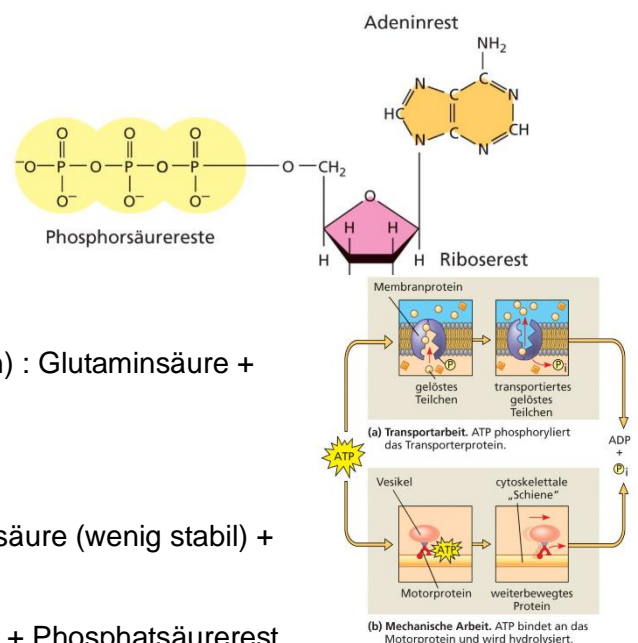 Adeninrest
NH2
N
C
N
C
HC
CH
N
C
N
O O O
⁻O—P—O—P—O—P—O—CH2
O⁻ O⁻ O⁻
O
Phosphorsäurereste
H H
H H
Riboserest
Membranprotein
P
Pi
gelöstes Teilchen
transportiertes gelöstes Teilchen
(a) Transportarbeit. ATP phosphoryliert
das Transporterprotein.
) : Glutaminsäure +
ATP
ADP
+
Pi
Vesikel
cytoskelettale
„Schiene“
ATP
säure (wenig stabil) +
Motorprotein
weiterbewegtes
Protein
(b) Mechanische Arbeit. ATP bindet an das
Motorprotein und wird hydrolysiert.
+ Phosphatsäurerest